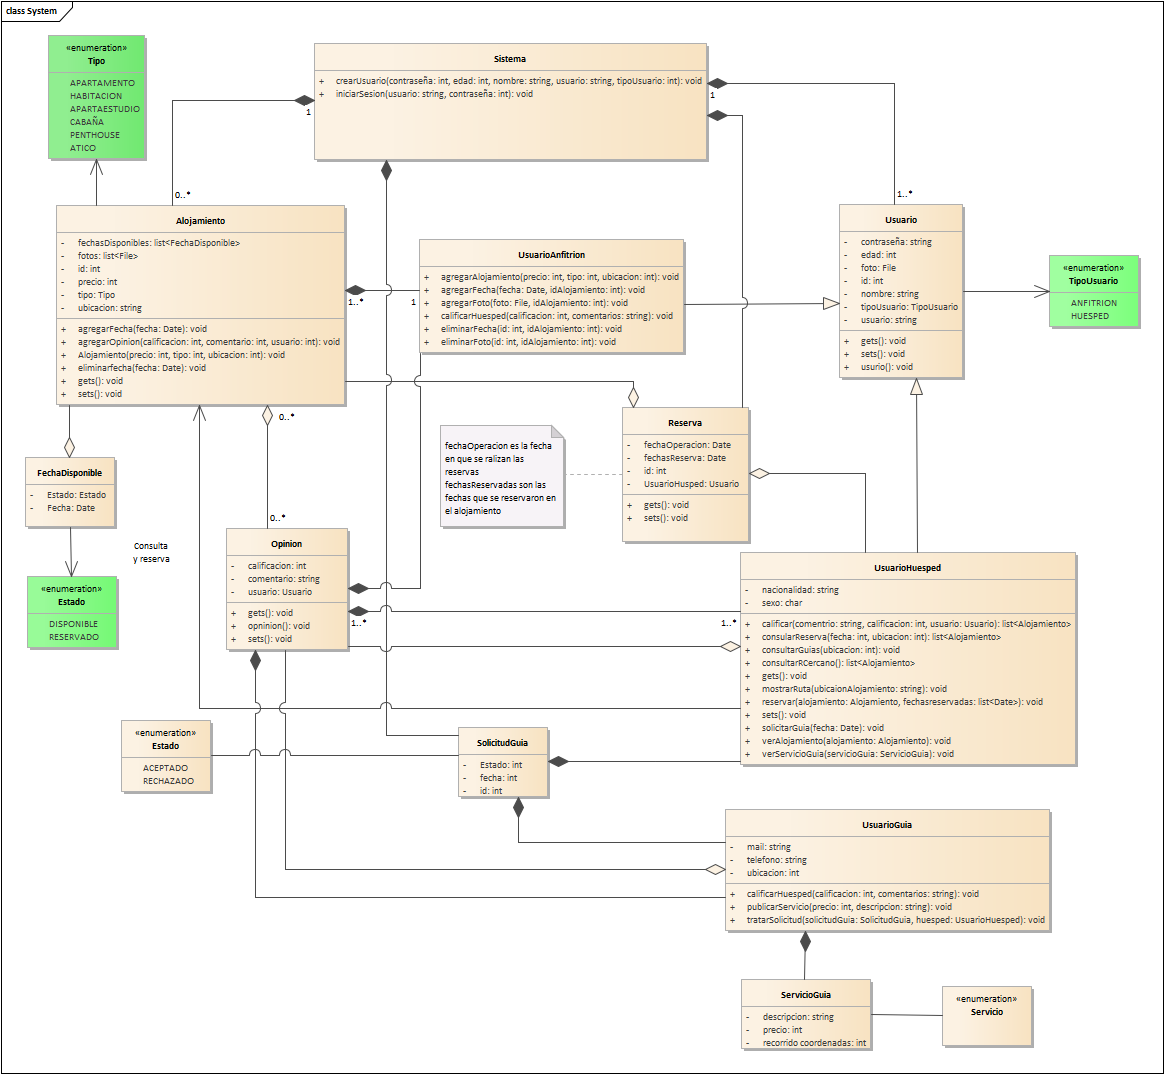 class System
«enumeration»
Tipo
APARTAMENTO
HABITACION
APARTAESTUDIO
CABAÑA
PENTHOUSE
ATICO
Sistema
+ crearUsuario(contraseña: int, edad: int, nombre: string, usuario: string, tipoUsuario: int): void
+ iniciarSesion(usuario: string, contraseña: int): void
1
1
0..*
1..*
Alojamiento
- fechasDisponibles: list<FechaDisponible>
- fotos: list<File>
- id: int
- precio: int
- tipo: Tipo
- ubicacion: string
+ agregarFecha(fecha: Date): void
+ agregarOpinion(calificacion: int, comentario: int, usuario: int): void
+ Alojamiento(precio: int, tipo: int, ubicacion: int): void
+ eliminarfecha(fecha: Date): void
+ gets(): void
+ sets(): void
1..*
1
UsuarioAnfitrion
+ agregarAlojamiento(precio: int, tipo: int, ubicacion: int): void
+ agregarFecha(fecha: Date, idAlojamiento: int): void
+ agregarFoto(foto: File, idAlojamiento: int): void
+ calificarHuesped(calificacion: int, comentarios: string): void
+ eliminarFecha(id: int, idAlojamiento: int): void
+ eliminarFoto(id: int, idAlojamiento: int): void
Usuario
- contraseña: string
- edad: int
- foto: File
- id: int
- nombre: string
- tipoUsuario: TipoUsuario
- usuario: string
+ gets(): void
+ sets(): void
+ usurio(): void
«enumeration»
TipoUsuario
ANFITRION
HUESPED
0..*
0..*
FechaDisponible
- Estado: Estado
- Fecha: Date
Consulta
y reserva
«enumeration»
Estado
DISPONIBLE
RESERVADO
fechaOperacion es la fecha
en que se ralizan las
reservas
fechasReservadas son las
fechas que se reservaron en
el alojamiento
Reserva
- fechaOperacion: Date
- fechasReserva: Date
- id: int
- UsuarioHusped: Usuario
+ gets(): void
+ sets(): void
Opinion
- calificacion: int
- comentario: string
- usuario: Usuario
+ gets(): void
+ opninion(): void
+ sets(): void
1..*
1..*
UsuarioHuesped
- nacionalidad: string
- sexo: char
+ calificar(comentrio: string, calificacion: int, usuario: Usuario): list<Alojamiento>
+ consularReserva(fecha: int, ubicacion: int): list<Alojamiento>
+ consultarGuias(ubicacion: int): void
+ consultarRCercano(): list<Alojamiento>
+ gets(): void
+ mostrarRuta(ubicaionAlojamiento: string): void
+ reservar(alojamiento: Alojamiento, fechasreservadas: list<Date>): void
+ sets(): void
+ solicitarGuia(fecha: Date): void
+ verAlojamiento(alojamiento: Alojamiento): void
+ verServicioGuia(servicioGuia: ServicioGuia): void
«enumeration»
Estado
ACEPTADO
RECHAZADO
SolicitudGuia
- Estado: int
- fecha: int
- id: int
UsuarioGuia
- mail: string
- telefono: string
- ubicacion: int
+ calificarHuesped(calificacion: int, comentarios: string): void
+ publicarServicio(precio: int, descripcion: string): void
+ tratarSolicitud(solicitudGuia: SolicitudGuia, huesped: UsuarioHuesped): void
ServicioGuia
- descripcion: string
- precio: int
- recorrido coordenadas: int
«enumeration»
Servicio